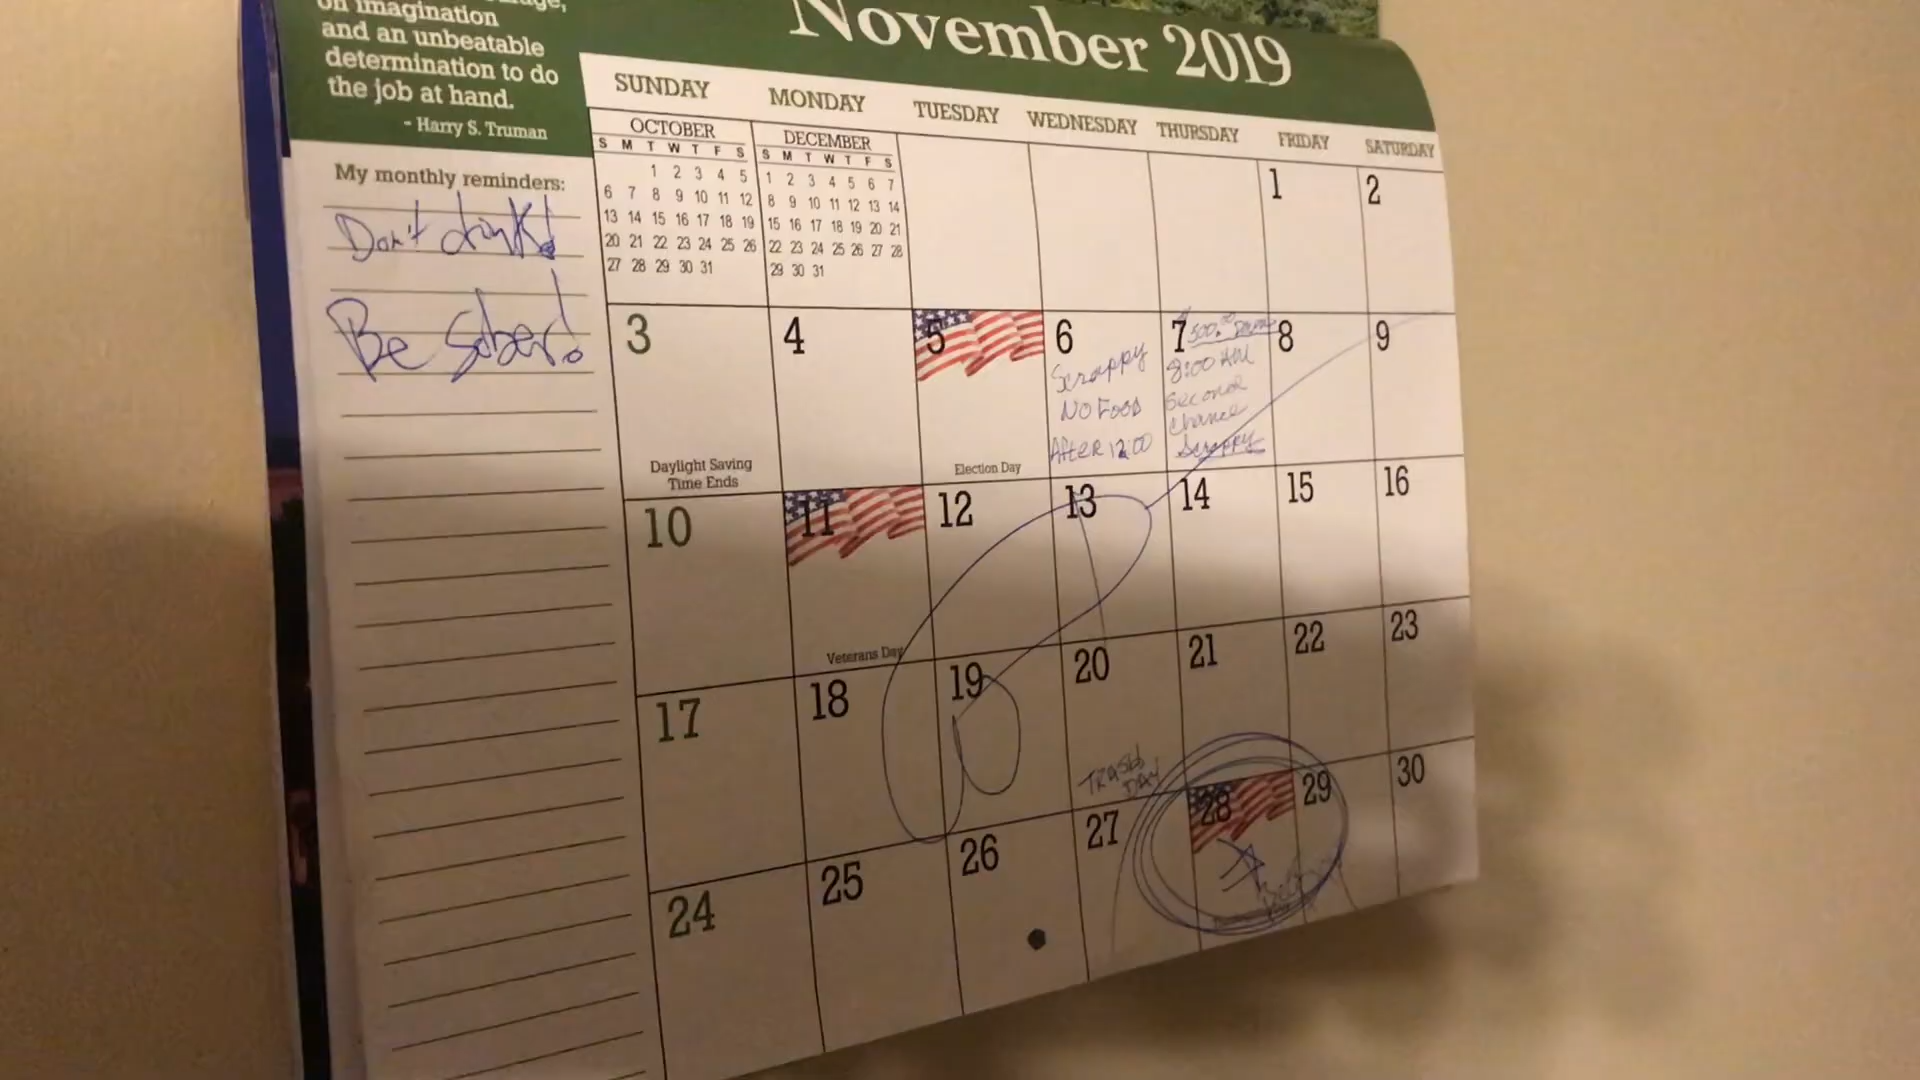 on imagination
and an unbeatable
determination to do
the job at hand.
- Harry S. Truman
November 2019
My monthly reminders:
Don't drink!
Be Sober!
SUNDAY MONDAY TUESDAY WEDNESDAY THURSDAY FRIDAY SATURDAY
OCTOBER
S M T W T F S
1 2 3 4 5
6 7 8 9 10 11 12
13 14 15 16 17 18 19
20 21 22 23 24 25 26
27 28 29 30 31
DECEMBER
S M T W T F S
1 2 3 4 5 6 7
8 9 10 11 12 13 14
15 16 17 18 19 20 21
22 23 24 25 26 27 28
29 30 31
1 2
3 4 5 6 7 8 9
Scrappy
No Food
After 12:00
$500.00
8:00 AM
Second
Chance
Scrappy
Daylight Saving
Time Ends
Election Day
10 11 12 13 14 15 16
Veterans Day
17 18 19 20 21 22 23
TRASH
DAY
24 25 26 27 28 29 30